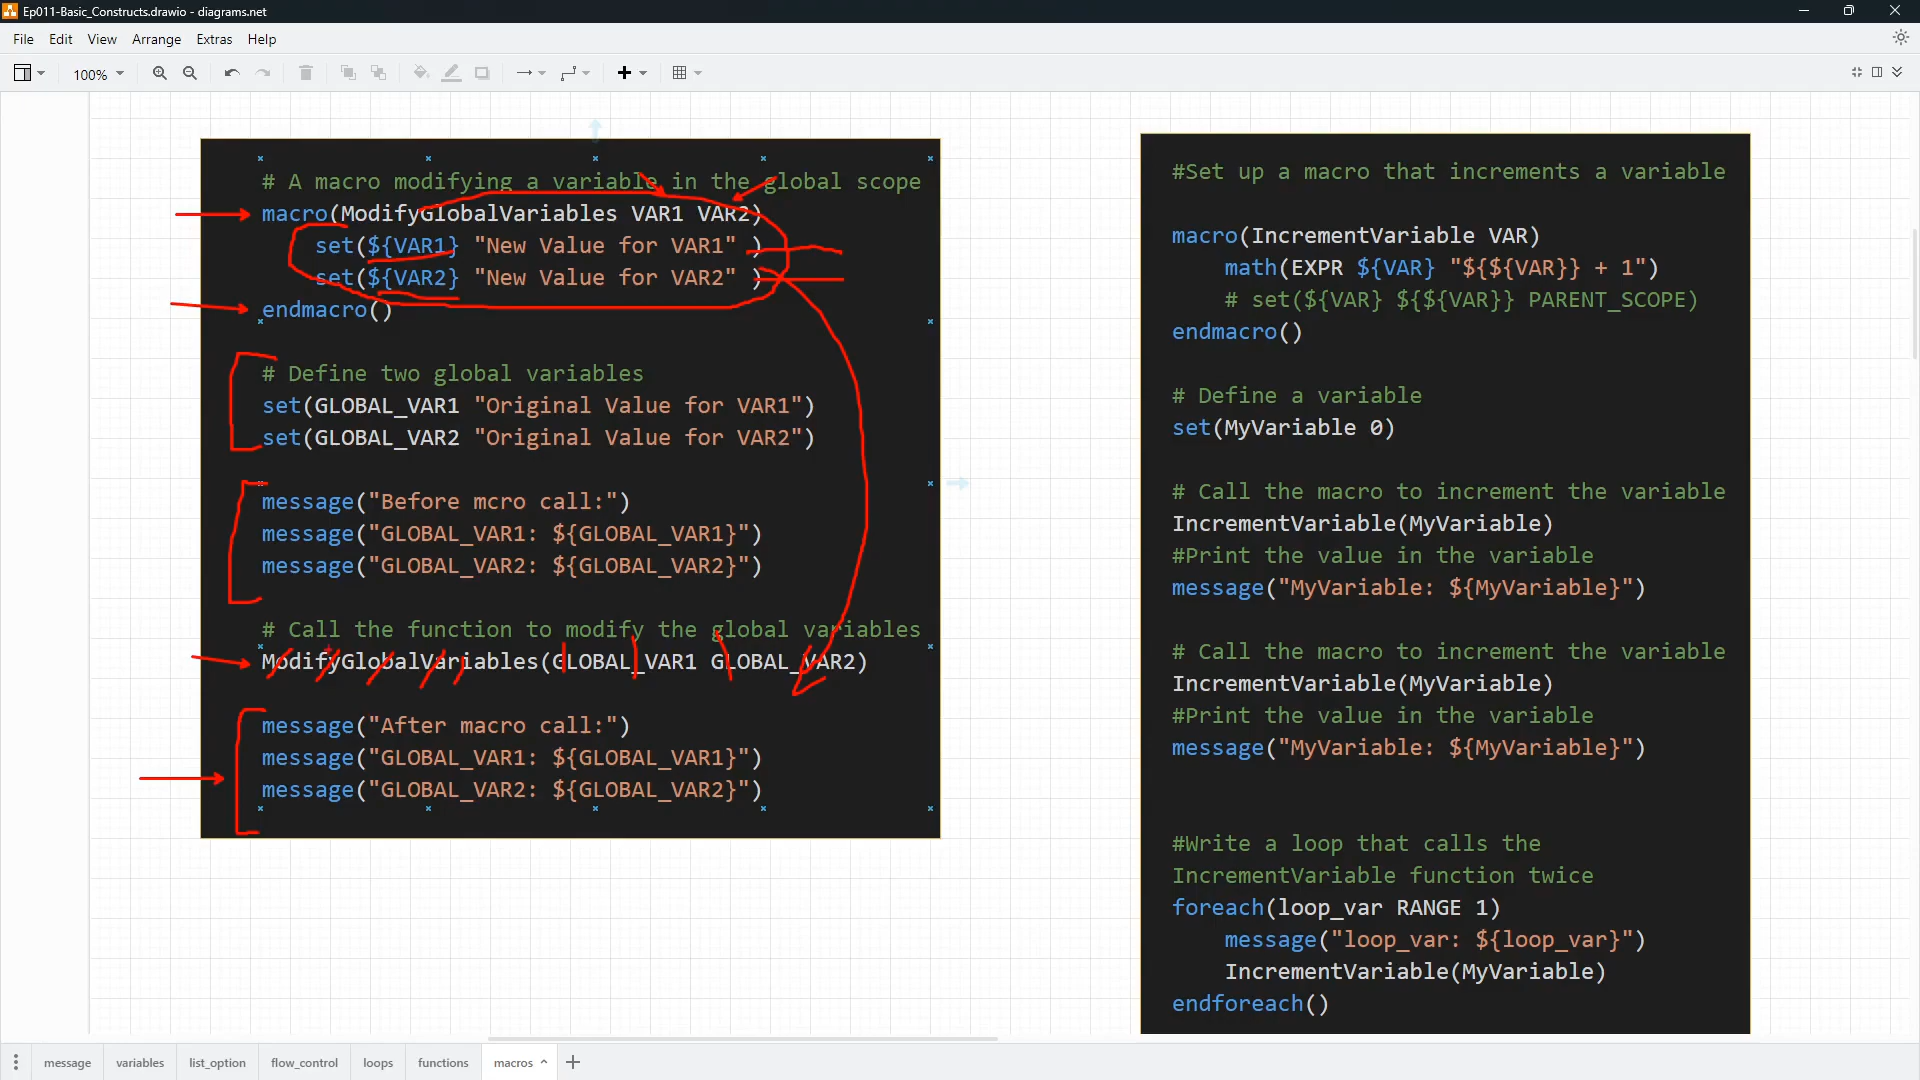 Ep011-Basic_Constructs.drawio - diagrams.net
File Edit View Arrange Extras Help
100%
# A macro modifying a variable in the global scope
macro(ModifyGlobalVariables VAR1 VAR2)
set(${VAR1} "New Value for VAR1" )
set(${VAR2} "New Value for VAR2" )
endmacro()
# Define two global variables
set(GLOBAL_VAR1 "Original Value for VAR1")
set(GLOBAL_VAR2 "Original Value for VAR2")
message("Before mcro call:")
message("GLOBAL_VAR1: ${GLOBAL_VAR1}")
message("GLOBAL_VAR2: ${GLOBAL_VAR2}")
# Call the function to modify the global variables
ModifyGlobalVariables(GLOBAL_VAR1 GLOBAL_VAR2)
message("After macro call:")
message("GLOBAL_VAR1: ${GLOBAL_VAR1}")
message("GLOBAL_VAR2: ${GLOBAL_VAR2}")
#Set up a macro that increments a variable
macro(IncrementVariable VAR)
math(EXPR ${VAR} "${${VAR}} + 1")
# set(${VAR} ${${VAR}} PARENT_SCOPE)
endmacro()
# Define a variable
set(MyVariable 0)
# Call the macro to increment the variable
IncrementVariable(MyVariable)
#Print the value in the variable
message("MyVariable: ${MyVariable}")
# Call the macro to increment the variable
IncrementVariable(MyVariable)
#Print the value in the variable
message("MyVariable: ${MyVariable}")
#Write a loop that calls the
IncrementVariable function twice
foreach(loop_var RANGE 1)
message("loop_var: ${loop_var}")
IncrementVariable(MyVariable)
endforeach()
message variables list_option flow_control loops functions macros